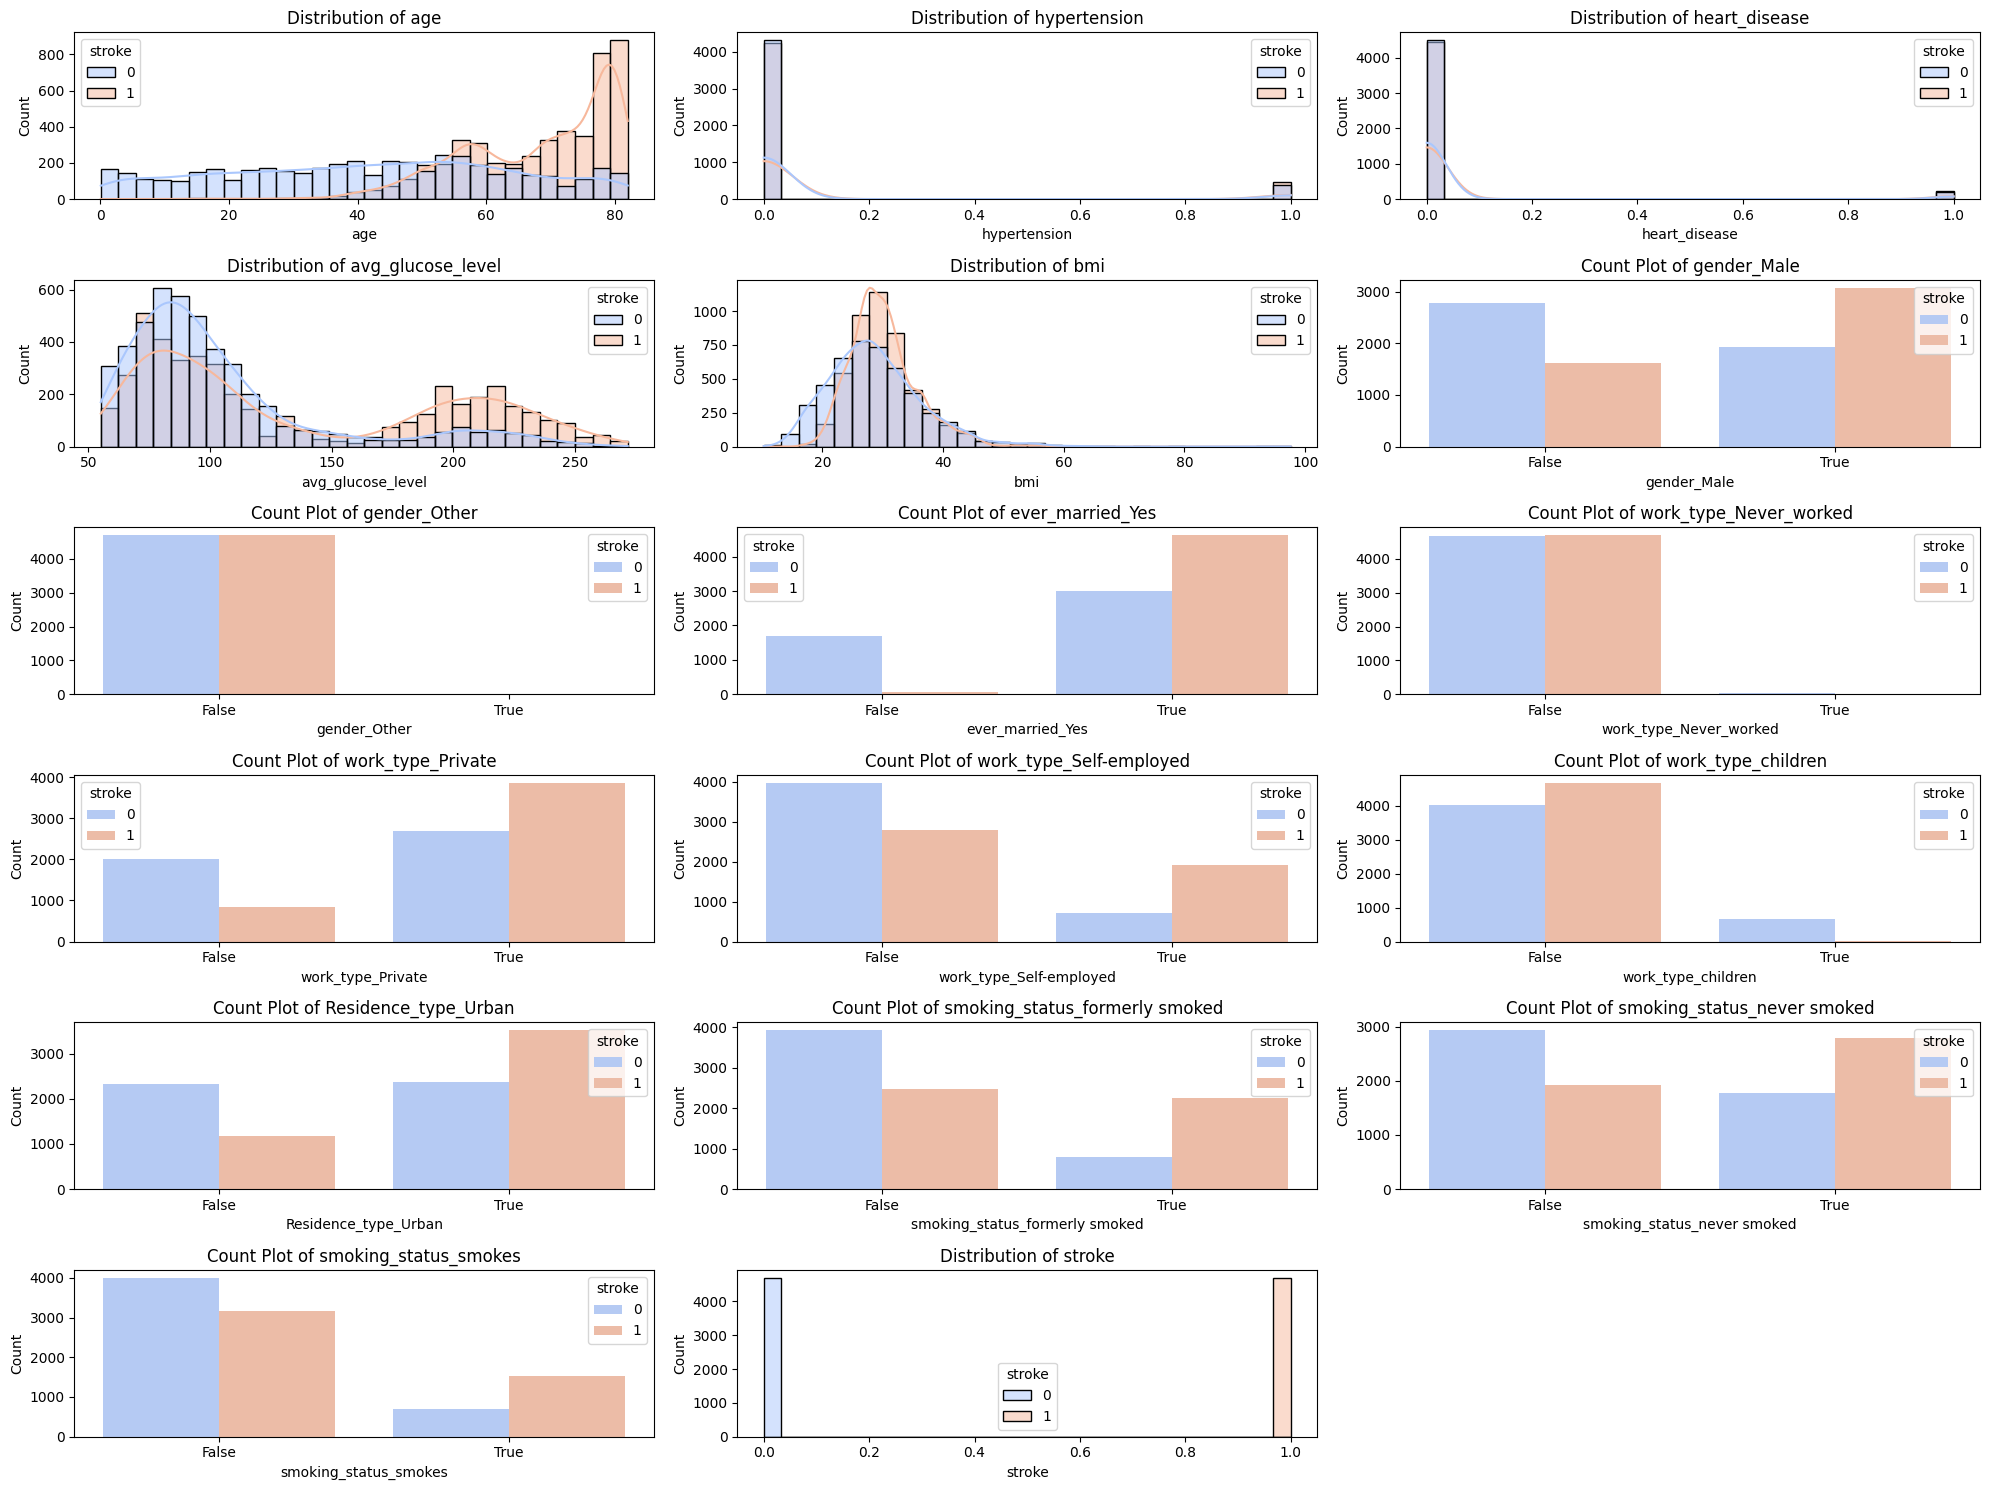 Distribution of age
stroke
0
1
Count
0
200
400
600
800
0 20 40 60 80
age
Distribution of hypertension
stroke
0
1
Count
0
1000
2000
3000
4000
0.0 0.2 0.4 0.6 0.8 1.0
hypertension
Distribution of heart_disease
stroke
0
1
Count
0
1000
2000
3000
4000
0.0 0.2 0.4 0.6 0.8 1.0
heart_disease
Distribution of avg_glucose_level
stroke
0
1
Count
0
200
400
600
50 100 150 200 250
avg_glucose_level
Distribution of bmi
stroke
0
1
Count
0
250
500
750
1000
20 40 60 80 100
bmi
Count Plot of gender_Male
stroke
0
1
Count
0
1000
2000
3000
False True
gender_Male
Count Plot of gender_Other
stroke
0
1
Count
0
1000
2000
3000
4000
False True
gender_Other
Count Plot of ever_married_Yes
stroke
0
1
Count
0
1000
2000
3000
4000
False True
ever_married_Yes
Count Plot of work_type_Never_worked
stroke
0
1
Count
0
1000
2000
3000
4000
False True
work_type_Never_worked
Count Plot of work_type_Private
stroke
0
1
Count
0
1000
2000
3000
4000
False True
work_type_Private
Count Plot of work_type_Self-employed
stroke
0
1
Count
0
1000
2000
3000
4000
False True
work_type_Self-employed
Count Plot of work_type_children
stroke
0
1
Count
0
1000
2000
3000
4000
False True
work_type_children
Count Plot of Residence_type_Urban
stroke
0
1
Count
0
1000
2000
3000
False True
Residence_type_Urban
Count Plot of smoking_status_formerly smoked
stroke
0
1
Count
0
1000
2000
3000
4000
False True
smoking_status_formerly smoked
Count Plot of smoking_status_never smoked
stroke
0
1
Count
0
1000
2000
3000
False True
smoking_status_never smoked
Count Plot of smoking_status_smokes
stroke
0
1
Count
0
1000
2000
3000
4000
False True
smoking_status_smokes
Distribution of stroke
stroke
0
1
Count
0
1000
2000
3000
4000
0.0 0.2 0.4 0.6 0.8 1.0
stroke